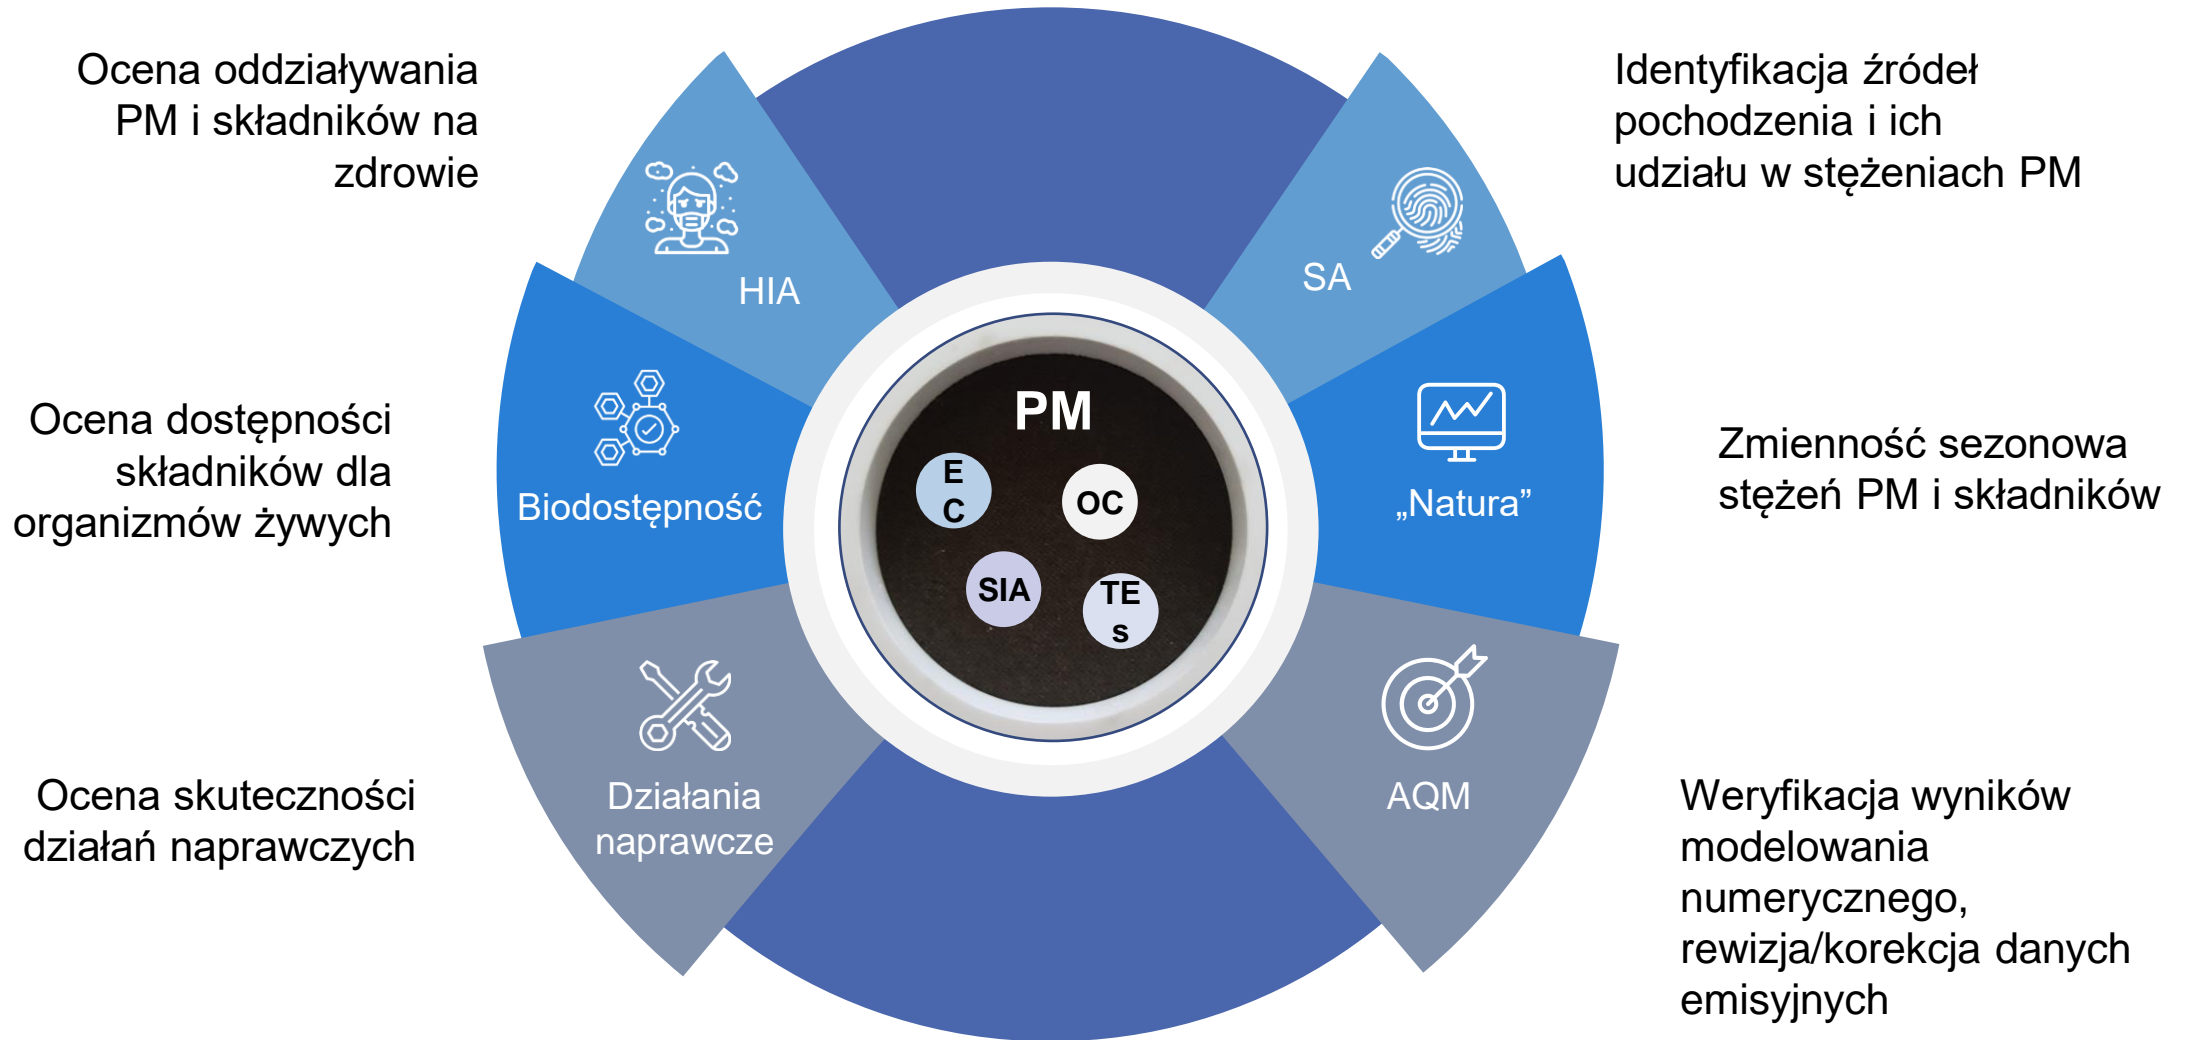 Ocena oddziaływania
PM i składników na
zdrowie
HIA
Identyfikacja źródeł
pochodzenia i ich
udziału w stężeniach PM
SA
Ocena dostępności
składników dla
organizmów żywych
Biodostępność
PM
E
C
OC
SIA
TE
s
„Natura”
Zmienność sezonowa
stężeń PM i składników
Ocena skuteczności
działań naprawczych
Działania
naprawcze
AQM
Weryfikacja wyników
modelowania
numerycznego,
rewizja/korekcja danych
emisyjnych